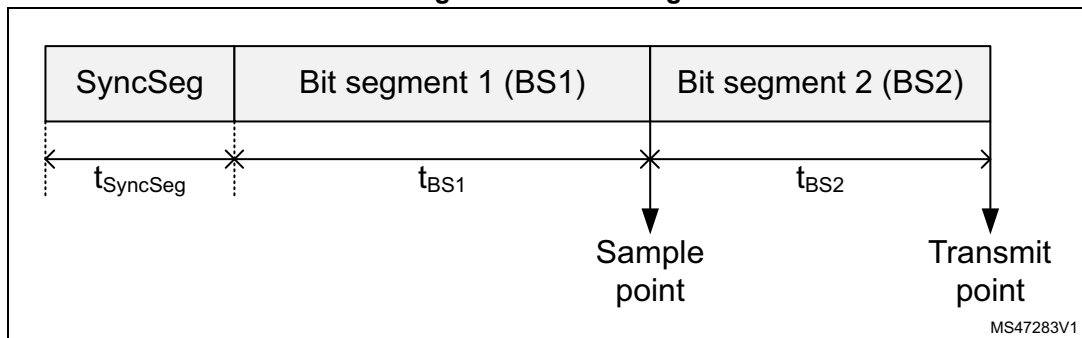 SyncSeg Bit segment 1 (BS1) Bit segment 2 (BS2)
tSyncSeg tBS1 tBS2
Sample point Transmit point
MS47283V1